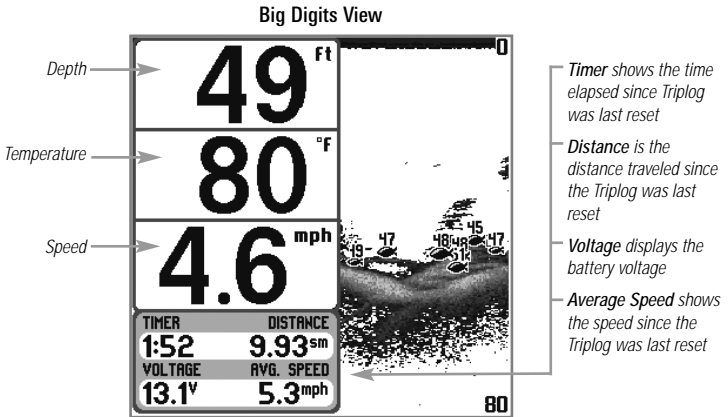 Big Digits View
Depth
Temperature
Speed
49 Ft
80 °F
4.6 mph
TIMER DISTANCE
1:52 9.93sm
VOLTAGE AVG. SPEED
13.1V 5.3mph
0
45
47 48 48 47
49 51
80
Timer shows the time
elapsed since Triplog
was last reset
Distance is the
distance traveled since
the Triplog was last
reset
Voltage displays the
battery voltage
Average Speed shows
the speed since the
Triplog was last reset